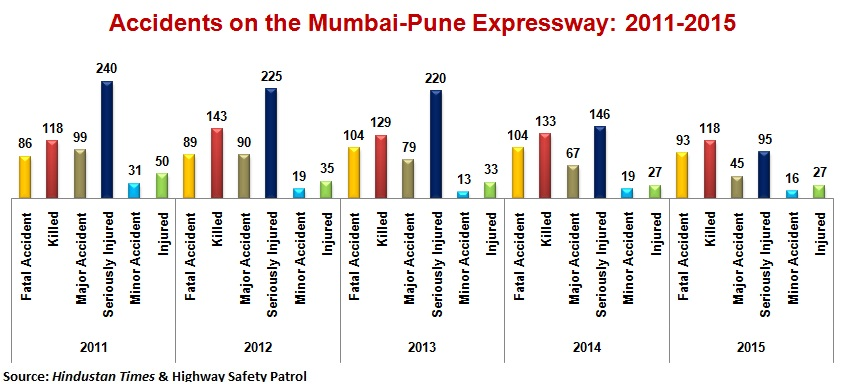 Accidents on the Mumbai-Pune Expressway: 2011-2015
86 118 99 240 31 50 89 143 90 225 19 35 104 129 79 220 13 33 104 133 67 146 19 27 93 118 45 95 16 27
Fatal Accident Killed Major Accident Seriously Injured Minor Accident Injured Fatal Accident Killed Major Accident Seriously Injured Minor Accident Injured Fatal Accident Killed Major Accident Seriously Injured Minor Accident Injured Fatal Accident Killed Major Accident Seriously Injured Minor Accident Injured Fatal Accident Killed Major Accident Seriously Injured Minor Accident Injured
2011 2012 2013 2014 2015
Source: Hindustan Times & Highway Safety Patrol